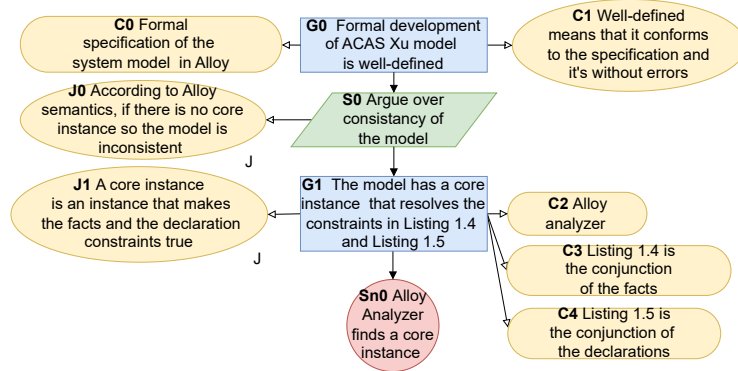 C0 Formal
specification of the
system model in Alloy
G0 Formal development
of ACAS Xu model
is well-defined
C1 Well-defined
means that it conforms
to the specification and
it's without errors
J0 According to Alloy
semantics, if there is no core
instance so the model is
inconsistent
J
S0 Argue over
consistancy of
the model
J1 A core instance
is an instance that makes
the facts and the declaration
constraints true
J
G1 The model has a core
instance that resolves the
constraints in Listing 1.4
and Listing 1.5
C2 Alloy
analyzer
C3 Listing 1.4 is
the conjunction
of the facts
C4 Listing 1.5 is
the conjunction of
the declarations
Sn0 Alloy
Analyzer
finds a core
instance